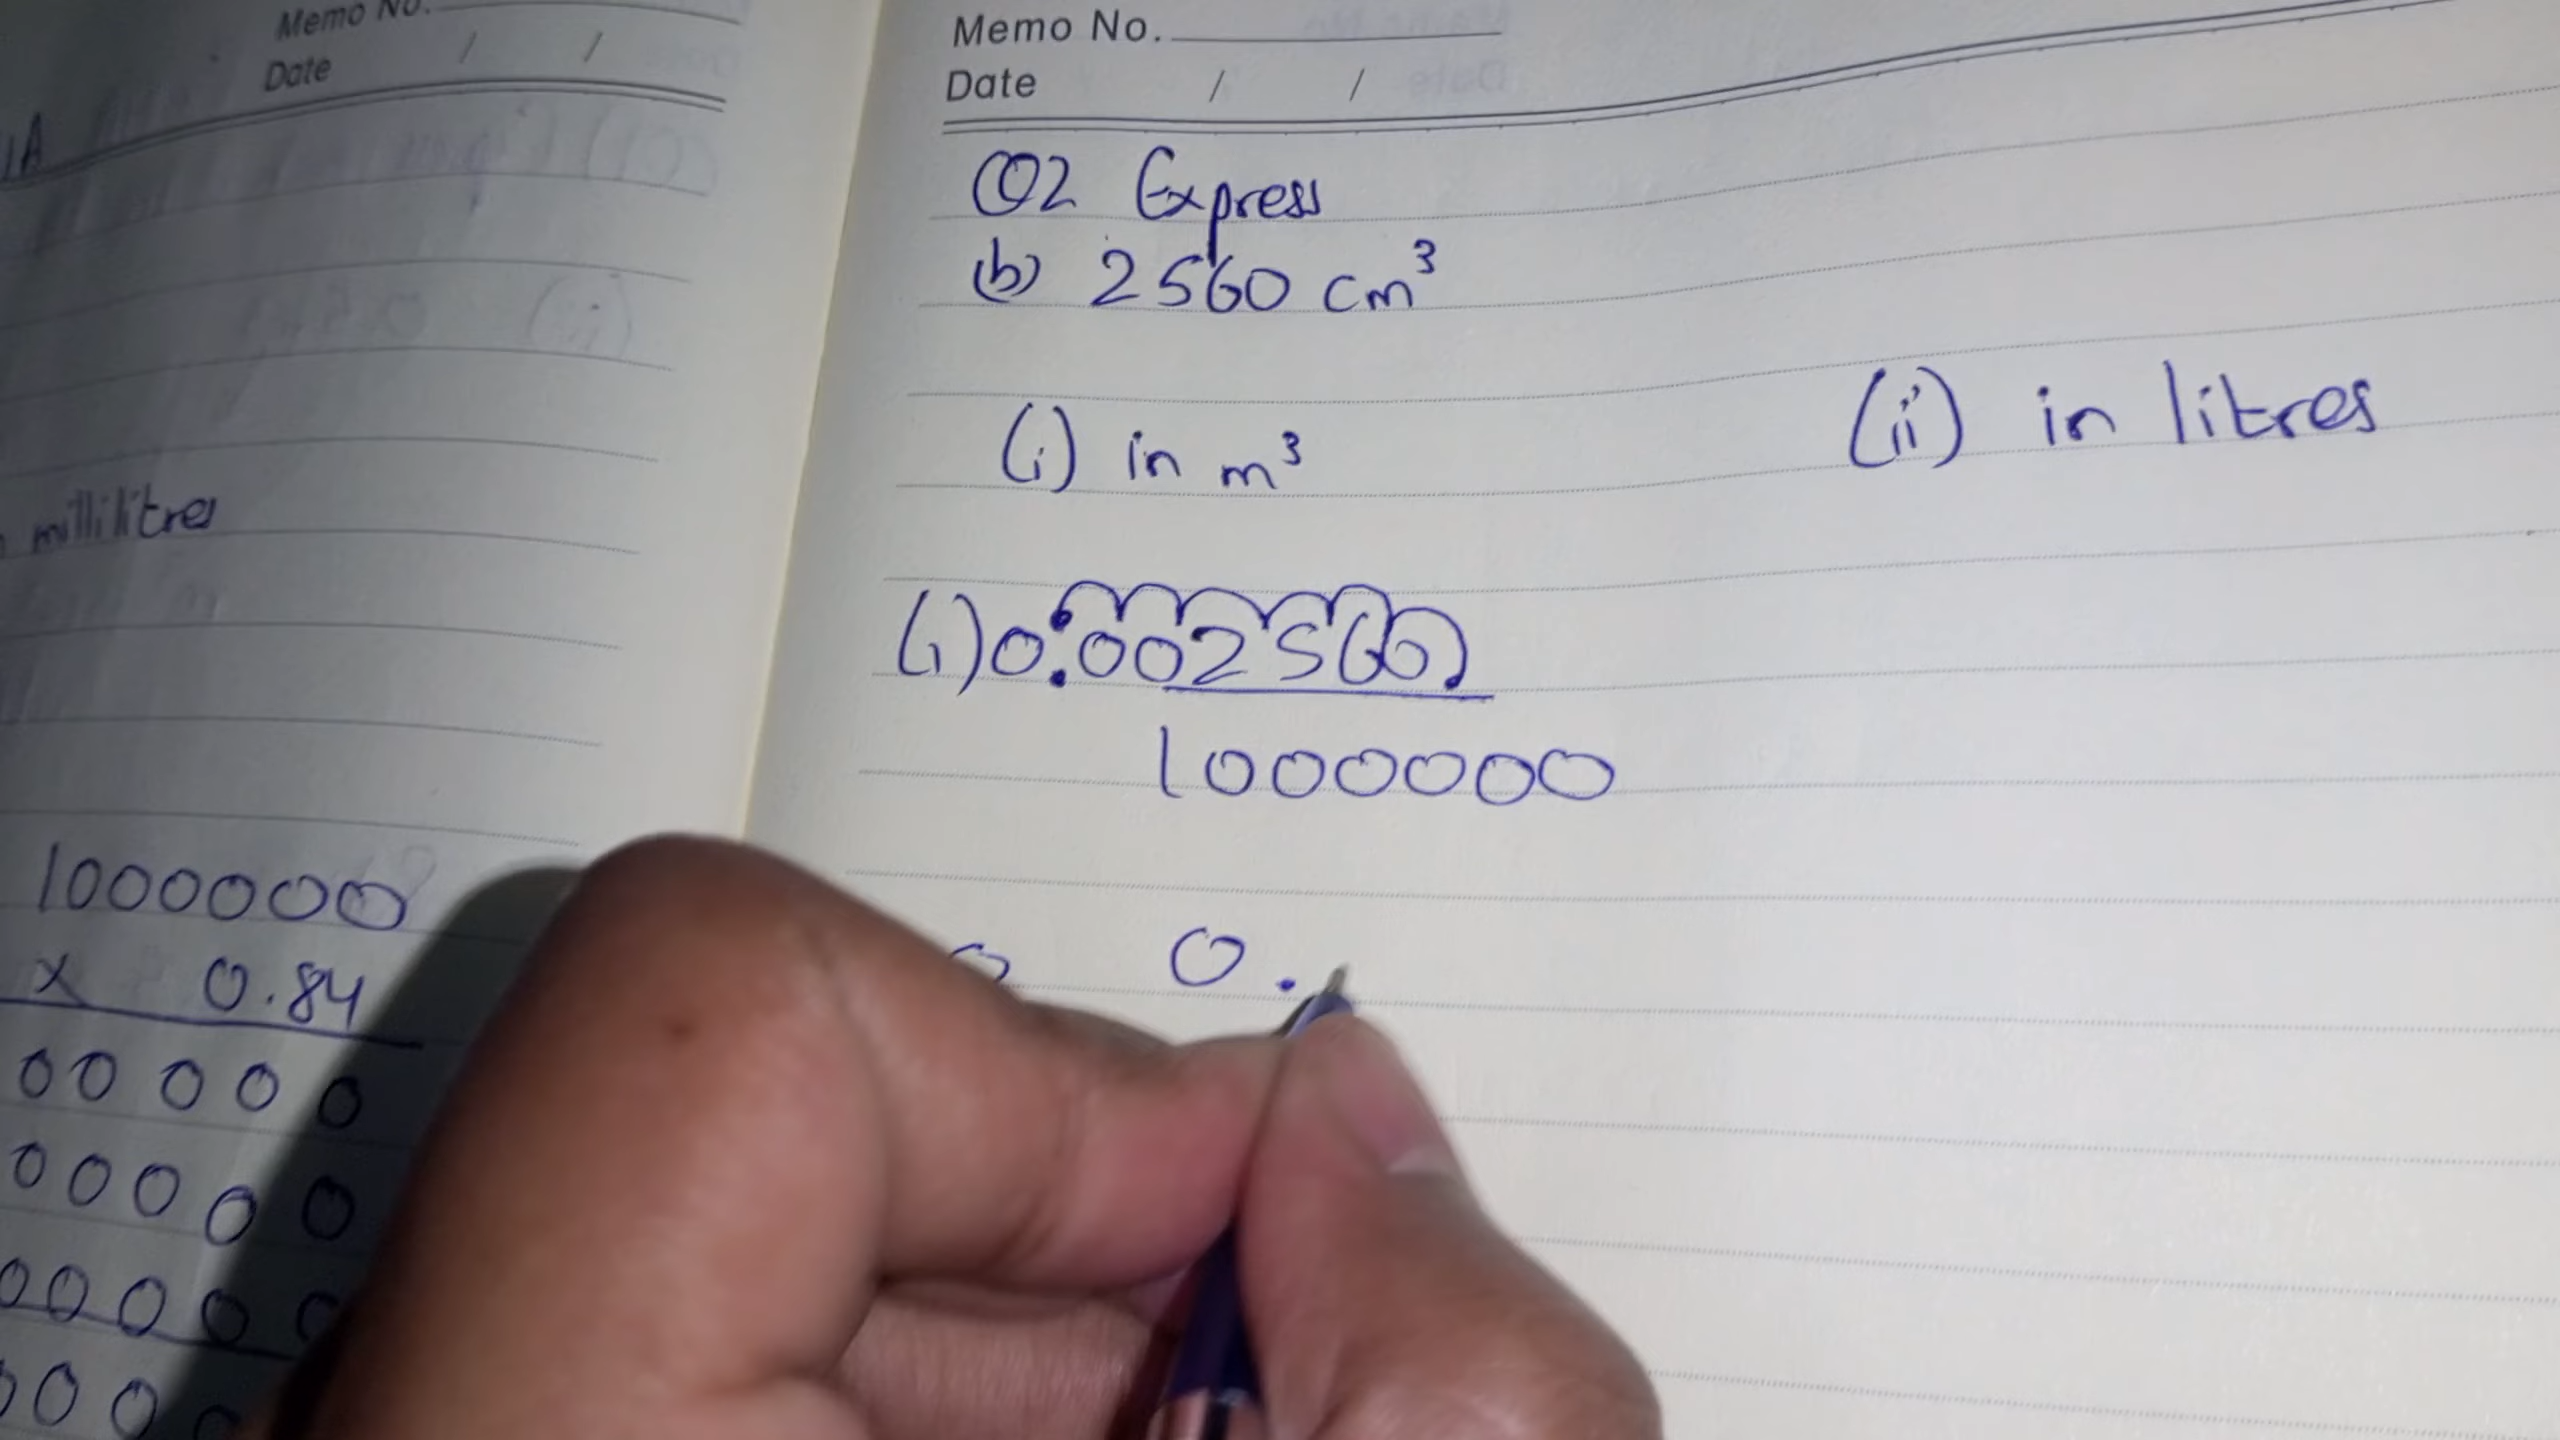 Memo No.
Date / /
millilitres
1000000
x 0.84
00000
00000
00000
000
Memo No.
Date / /
Q2 Express
(b) 2560 cm³
(i) in m³ (ii) in litres
(i) 0.002560.
1000000
0.